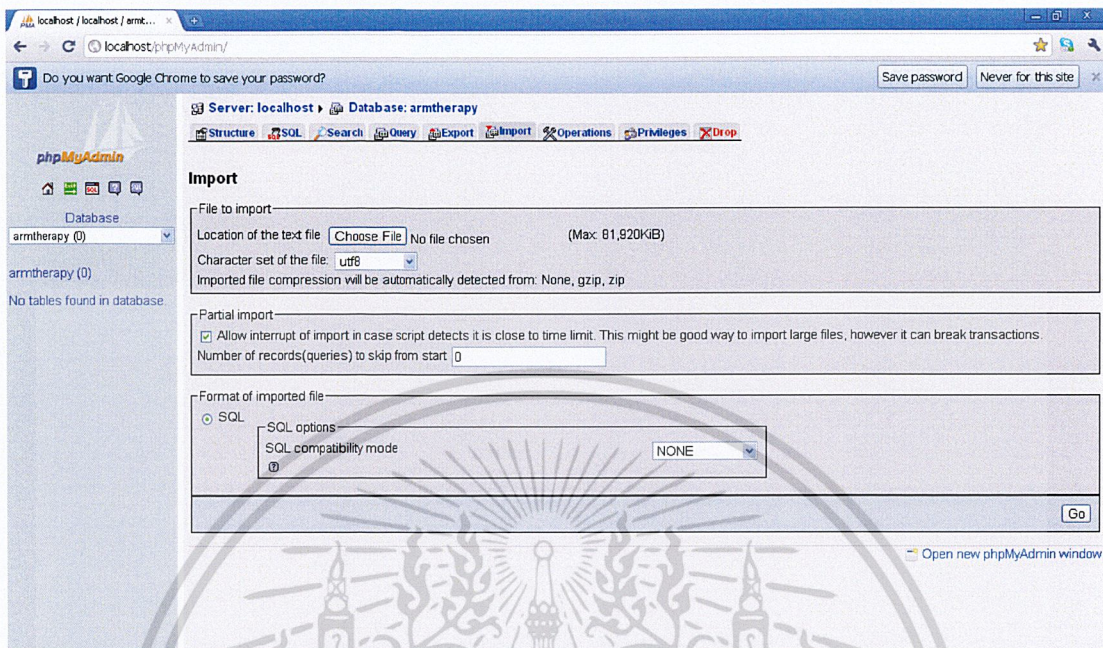 localhost / localhost / armt...
localhost/phpMyAdmin/
Do you want Google Chrome to save your password?
Save password
Never for this site
phpMyAdmin
Database
armtherapy (0)
armtherapy (0)
No tables found in database.
Server: localhost ▸ Database: armtherapy
Structure SQL Search Query Export Import Operations Privileges Drop
Import
File to import
Location of the text file Choose File No file chosen (Max: 81,920KiB)
Character set of the file: utf8
Imported file compression will be automatically detected from: None, gzip, zip
Partial import
Allow interrupt of import in case script detects it is close to time limit. This might be good way to import large files, however it can break transactions.
Number of records(queries) to skip from start 0
Format of imported file
SQL
SQL options
SQL compatibility mode NONE
Go
Open new phpMyAdmin window